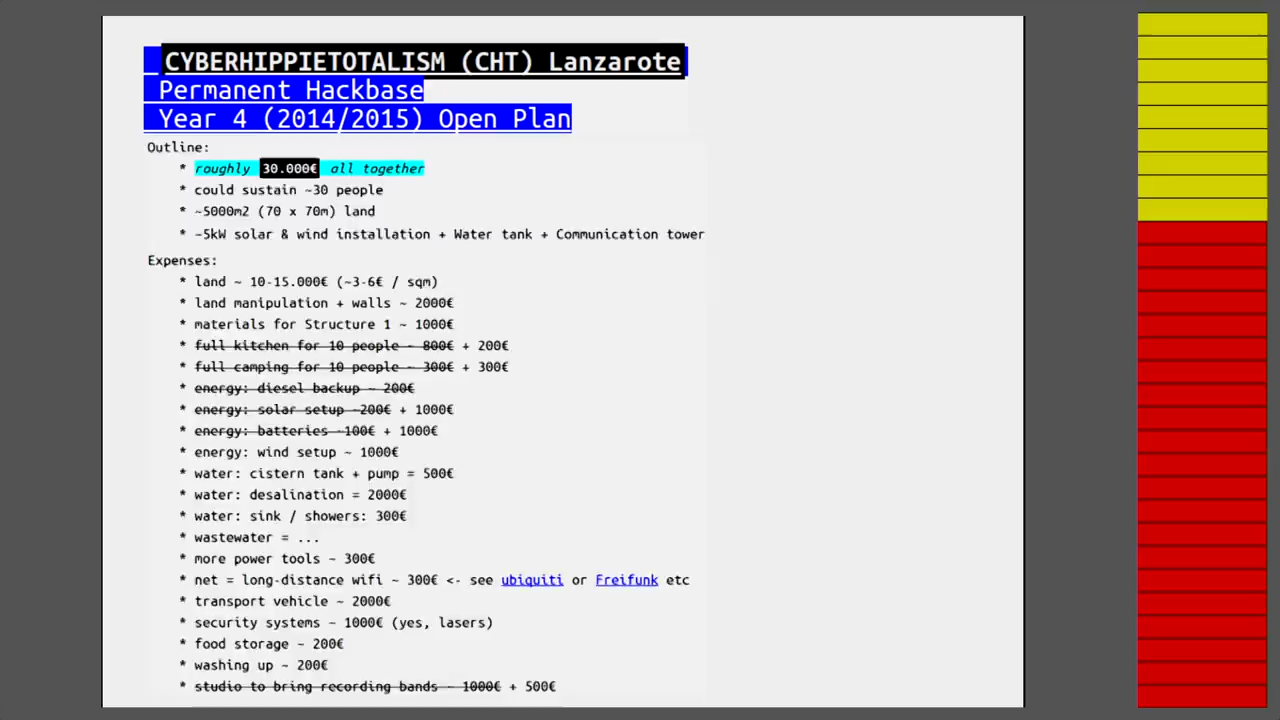 CYBERHIPPIETOTALISM (CHT) Lanzarote
Permanent Hackbase
Year 4 (2014/2015) Open Plan
Outline:
* roughly 30.000€ all together
* could sustain ~30 people
* ~5000m2 (70 x 70m) land
* ~5kW solar & wind installation + Water tank + Communication tower
Expenses:
* land ~ 10-15.000€ (~3-6€ / sqm)
* land manipulation + walls ~ 2000€
* materials for Structure 1 ~ 1000€
* full kitchen for 10 people ~ 800€ + 200€
* full camping for 10 people ~ 300€ + 300€
* energy: diesel backup ~ 200€
* energy: solar setup ~200€ + 1000€
* energy: batteries ~100€ + 1000€
* energy: wind setup ~ 1000€
* water: cistern tank + pump = 500€
* water: desalination = 2000€
* water: sink / showers: 300€
* wastewater = ...
* more power tools ~ 300€
* net = long-distance wifi ~ 300€ <- see ubiquiti or Freifunk etc
* transport vehicle ~ 2000€
* security systems ~ 1000€ (yes, lasers)
* food storage ~ 200€
* washing up ~ 200€
* studio to bring recording bands ~ 1000€ + 500€